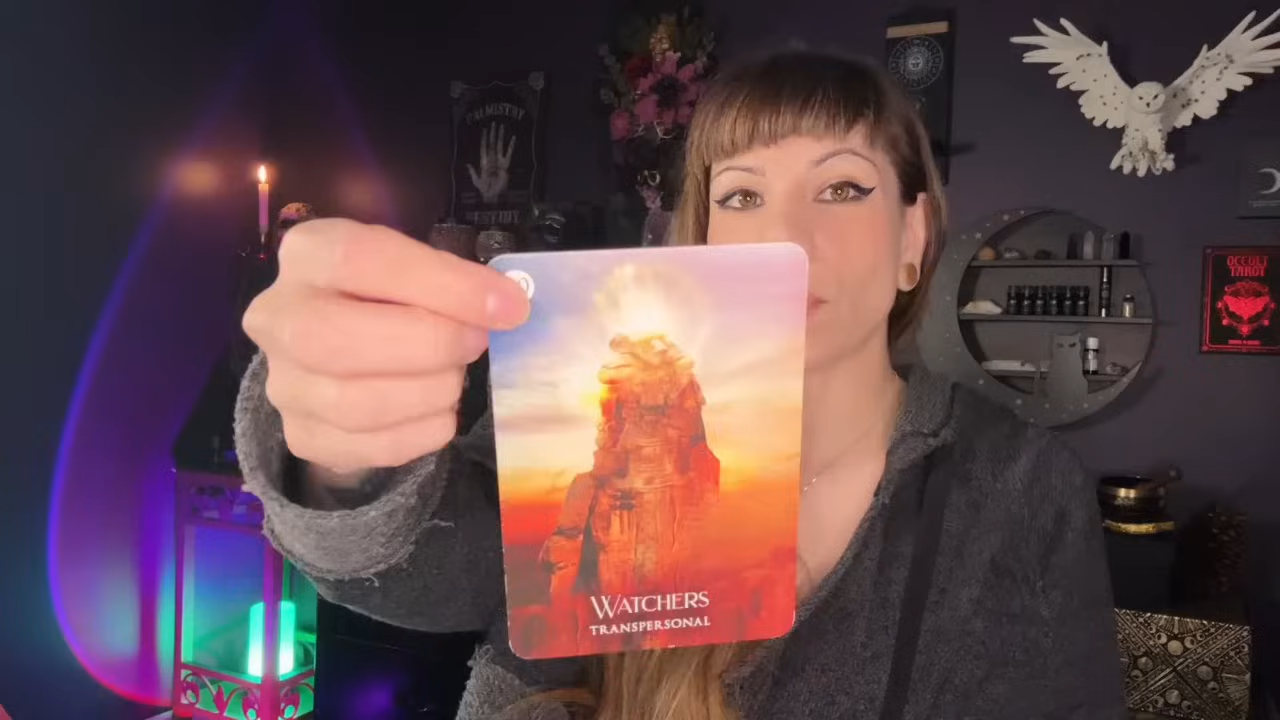 PALMISTRY
DESTINY
OCCULT
TAROT
WATCHERS
TRANSPERSONAL